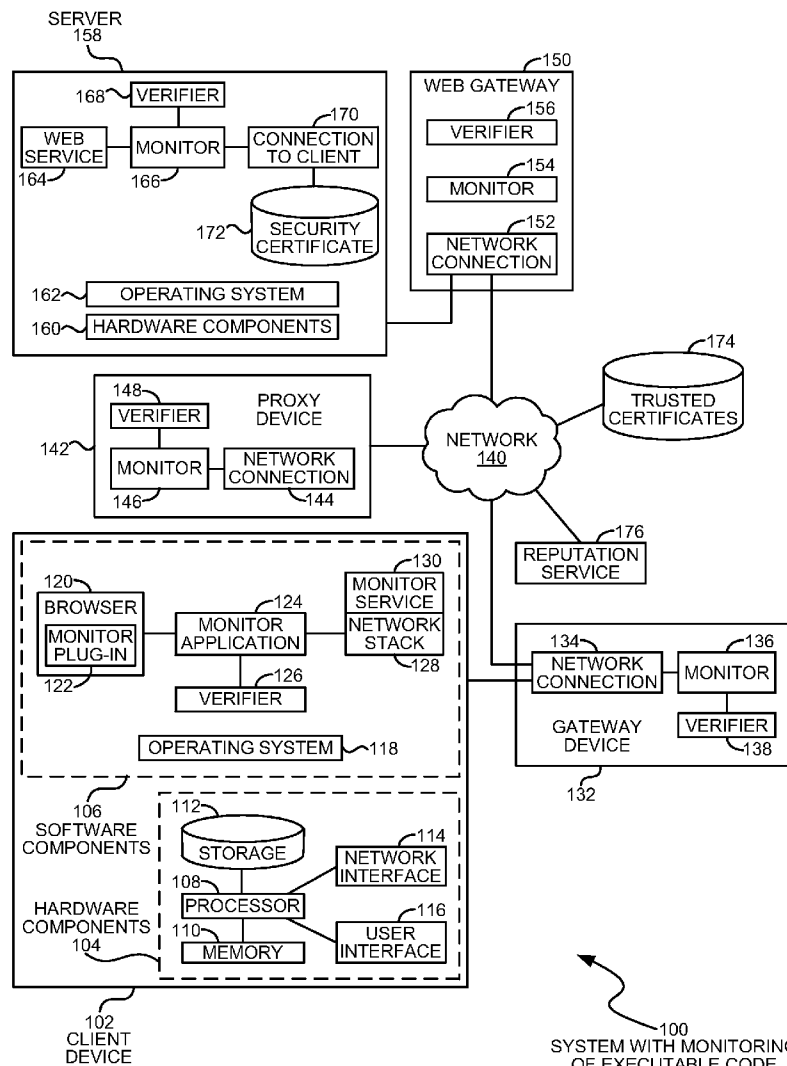 SERVER
158
168
VERIFIER
170
WEB
SERVICE
164
MONITOR
166
CONNECTION
TO CLIENT
172
SECURITY
CERTIFICATE
162
OPERATING SYSTEM
160
HARDWARE COMPONENTS
150
WEB GATEWAY
156
VERIFIER
154
MONITOR
152
NETWORK
CONNECTION
174
TRUSTED
CERTIFICATES
148
VERIFIER
PROXY
DEVICE
142
MONITOR
146
NETWORK
CONNECTION
144
NETWORK
140
176
REPUTATION
SERVICE
120
BROWSER
MONITOR
PLUG-IN
122
124
MONITOR
APPLICATION
126
VERIFIER
130
MONITOR
SERVICE
NETWORK
STACK
128
OPERATING SYSTEM
118
106
SOFTWARE
COMPONENTS
134
NETWORK
CONNECTION
136
MONITOR
VERIFIER
138
GATEWAY
DEVICE
132
112
STORAGE
114
NETWORK
INTERFACE
108
PROCESSOR
116
USER
INTERFACE
110
MEMORY
HARDWARE
COMPONENTS
104
102
CLIENT
DEVICE
100
SYSTEM WITH MONITORING
OF EXECUTABLE CODE